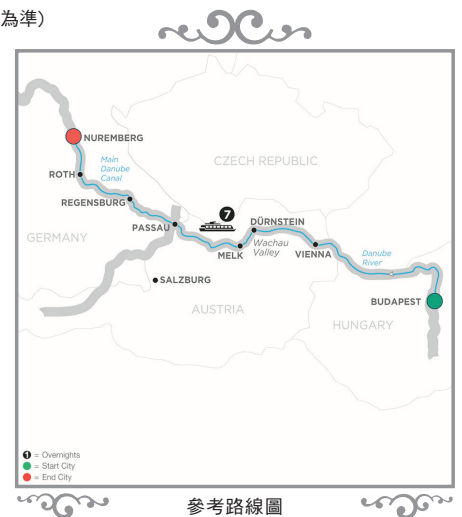 為準)
NUREMBERG
CZECH REPUBLIC
Main
Danube
Canal
ROTH
REGENSBURG
7
DÜRNSTEIN
PASSAU
GERMANY
Wachau
Valley
MELK
VIENNA
Danube
River
SALZBURG
BUDAPEST
AUSTRIA
HUNGARY
1 = Overnights
= Start City
= End City
參考路線圖